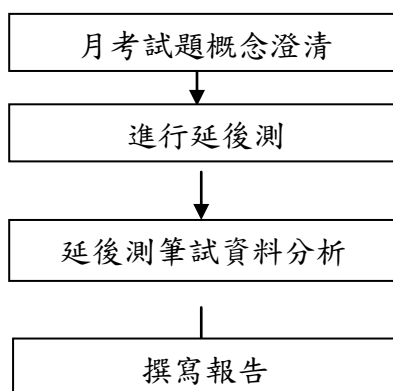 月考試題概念澄清
進行延後測
延後測筆試資料分析
撰寫報告